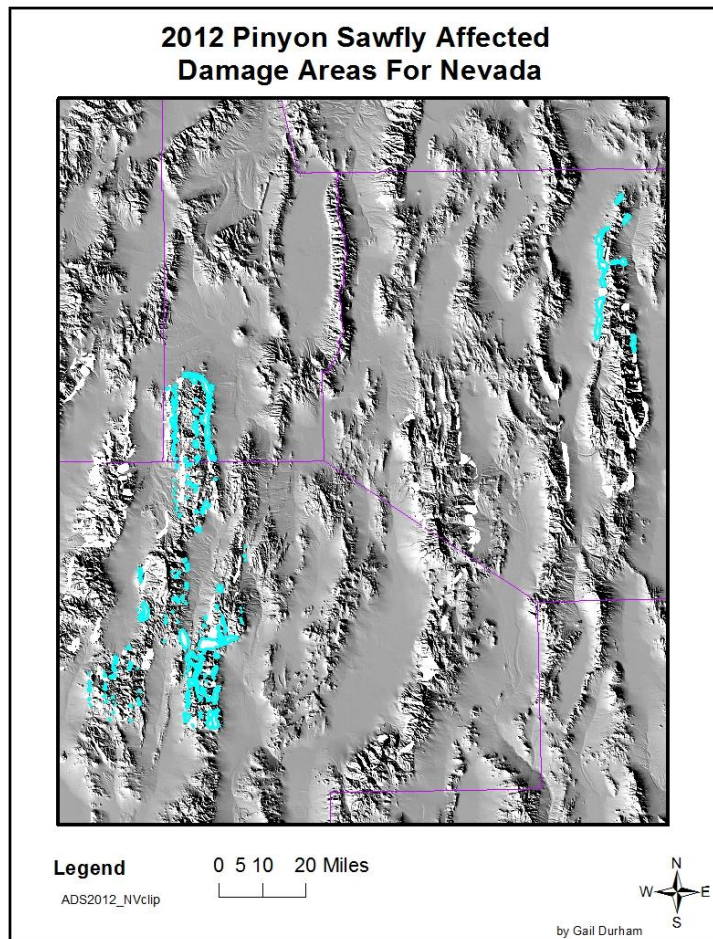 2012 Pinyon Sawfly Affected
Damage Areas For Nevada
Legend
0 5 10 20 Miles
ADS2012_NVclip
N
W E
S
by Gail Durham